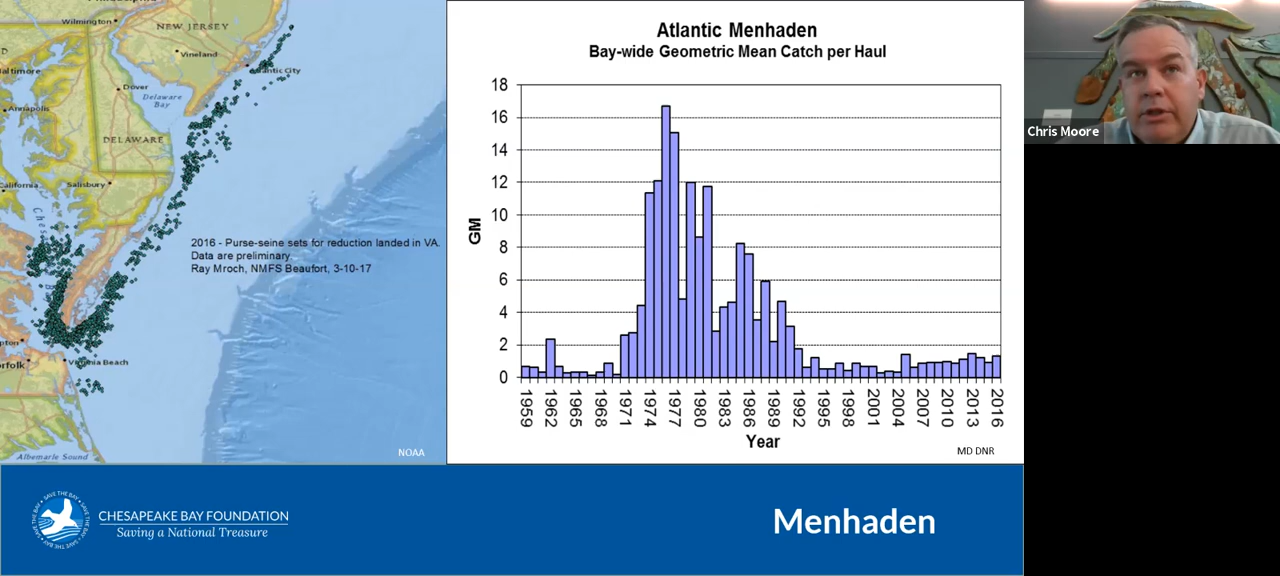 Wilmington
NEW JERSEY
Vineland
Atlantic City
Dover
Delaware
Bay
Annapolis
DELAWARE
Salisbury
Virginia Beach
Albemarle Sound
2016 - Purse-seine sets for reduction landed in VA.
Data are preliminary.
Ray Mroch, NMFS Beaufort, 3-10-17
NOAA
Atlantic Menhaden
Bay-wide Geometric Mean Catch per Haul
18
16
14
12
10
8
6
4
2
0
GM
1959
1962
1965
1968
1971
1974
1977
1980
1983
1986
1989
1992
1995
1998
2001
2004
2007
2010
2013
2016
Year
MD DNR
Chris Moore
SAVE THE BAY
CHESAPEAKE BAY FOUNDATION
Saving a National Treasure
Menhaden